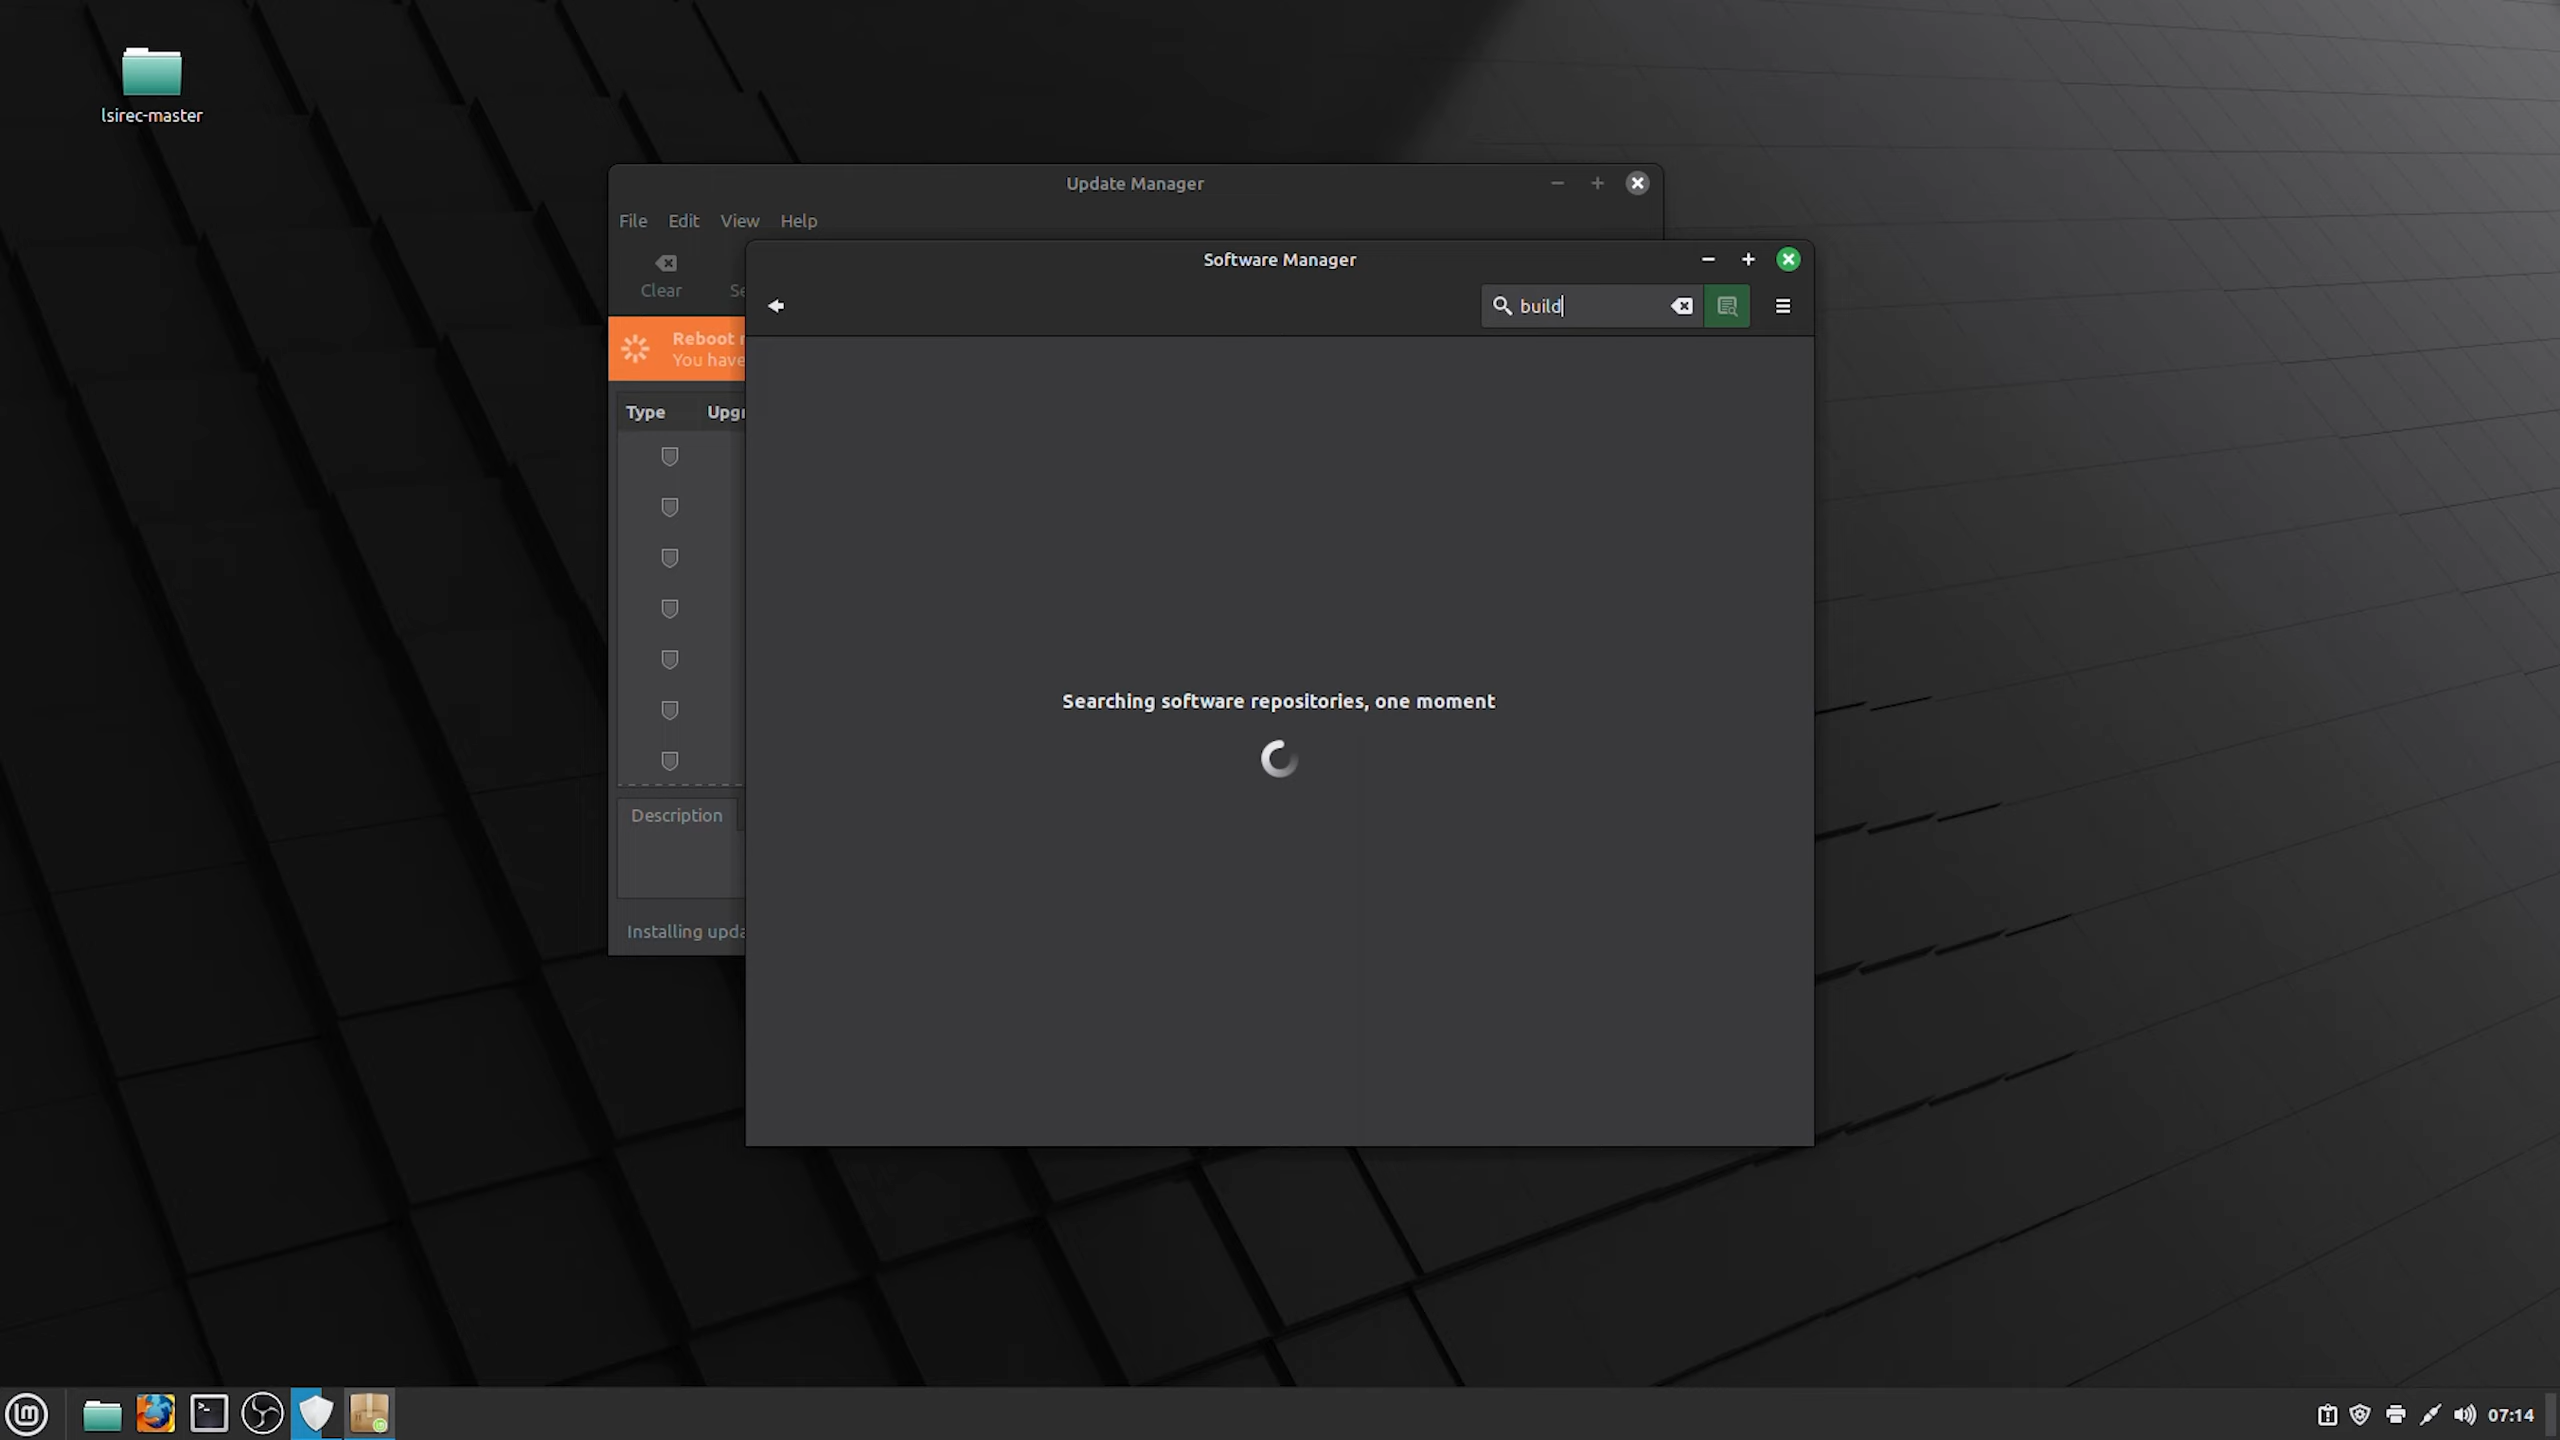 lsirec-master
Update Manager
File Edit View Help
Clear
Reboot
You have
Type
Description
Installing
Software Manager
build
Searching software repositories, one moment
07:14